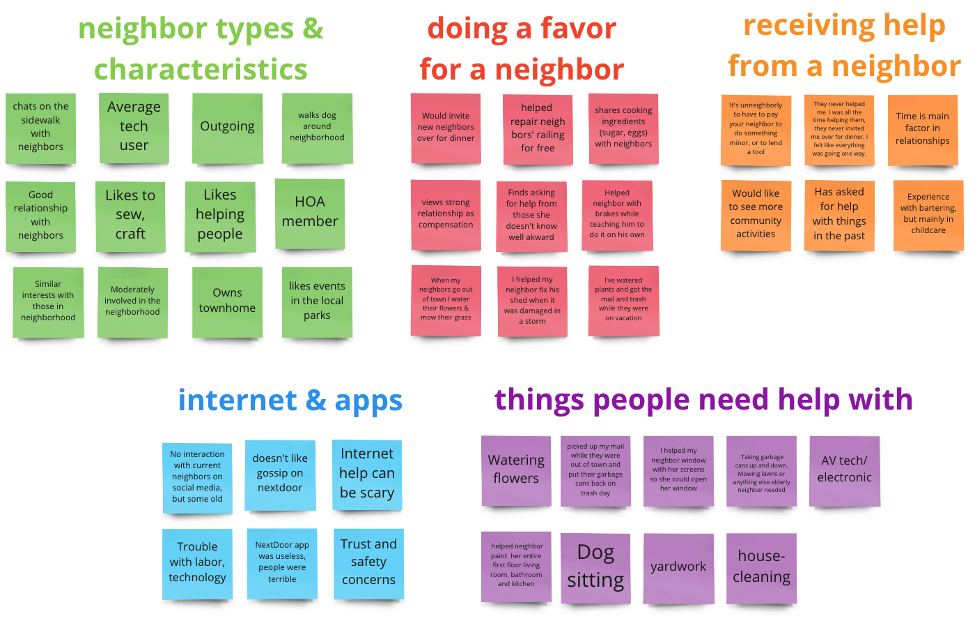 neighbor types &
characteristics
chats on the
sidewalk
with
neighbors
Average
tech
user
Outgoing
walks dog
around
neighborhood
Good
relationship
with
neighbors
Likes to
sew,
craft
Likes
helping
people
HOA
member
Similar
interests with
those in
neighborhood
Moderately
involved in the
neighborhood
Owns
townhome
likes events
in the local
parks
doing a favor
for a neighbor
Would invite
new neighbors
over for dinner
helped
repair neigh
bors' railing
for free
shares cooking
ingredients
(sugar, eggs)
with neighbors
views strong
relationship as
compensation
Finds asking
for help from
those she
doesn't know
well akward
Helped
neighbor with
brakes while
teaching him to
do it on his own
When my
neighbors go out
of town I water
their flowers &
mow their grass
I helped my
neighbor fix his
shed when it
was damaged in
a storm
I've watered
plants and got the
mail and trash
while they were
on vacation
receiving help
from a neighbor
It's unneighborly
to have to pay
your neighbor to
do something
minor, or to lend
a tool
They never helped
me. I was all the
time helping them,
they never invited
me over for dinner. I
felt like everything
was going one way.
Time is main
factor in
relationships
Would like
to see more
community
activities
Has asked
for help
with things
in the past
Experience
with bartering,
but mainly in
childcare
internet & apps
No interaction
with current
neighbors on
social media,
but some old
doesn't like
gossip on
nextdoor
Internet
help can
be scary
Trouble
with labor,
technology
NextDoor app
was useless,
people were
terrible
Trust and
safety
concerns
things people need help with
Watering
flowers
picked up my mail
while they were
out of town and
put their garbage
cans back on
trash day
I helped my
neighbor window
with her screens
so she could open
her window
Taking garbage
cans up and down.
Mowing lawns or
anything else elderly
neighbor needed
AV tech/
electronic
helped neighbor
paint her entire
first floor living
room, bathroom
and kitchen
Dog
sitting
yardwork
house-
cleaning